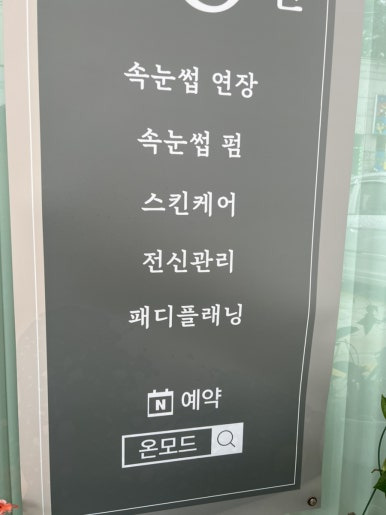 속눈썹 연장
속눈썹 펌
스킨케어
전신관리
패디플래닝
N 예약
온모드